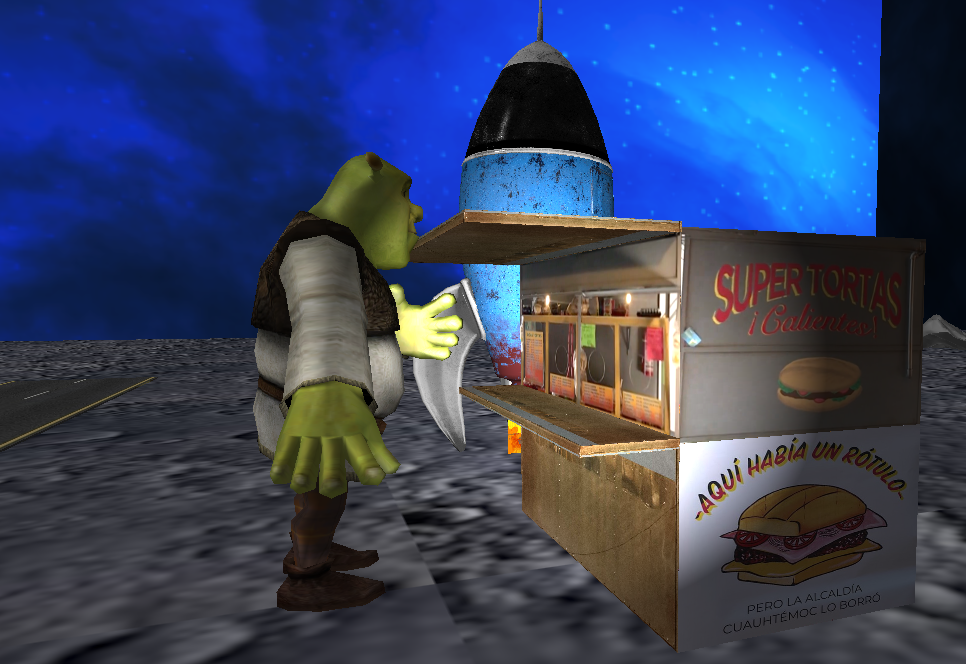 SUPER TORTAS
¡Calientes!
-AQUÍ HABÍA UN RÓTULO-
PERO LA ALCALDÍA
CUAUHTÉMOC LO BORRÓ